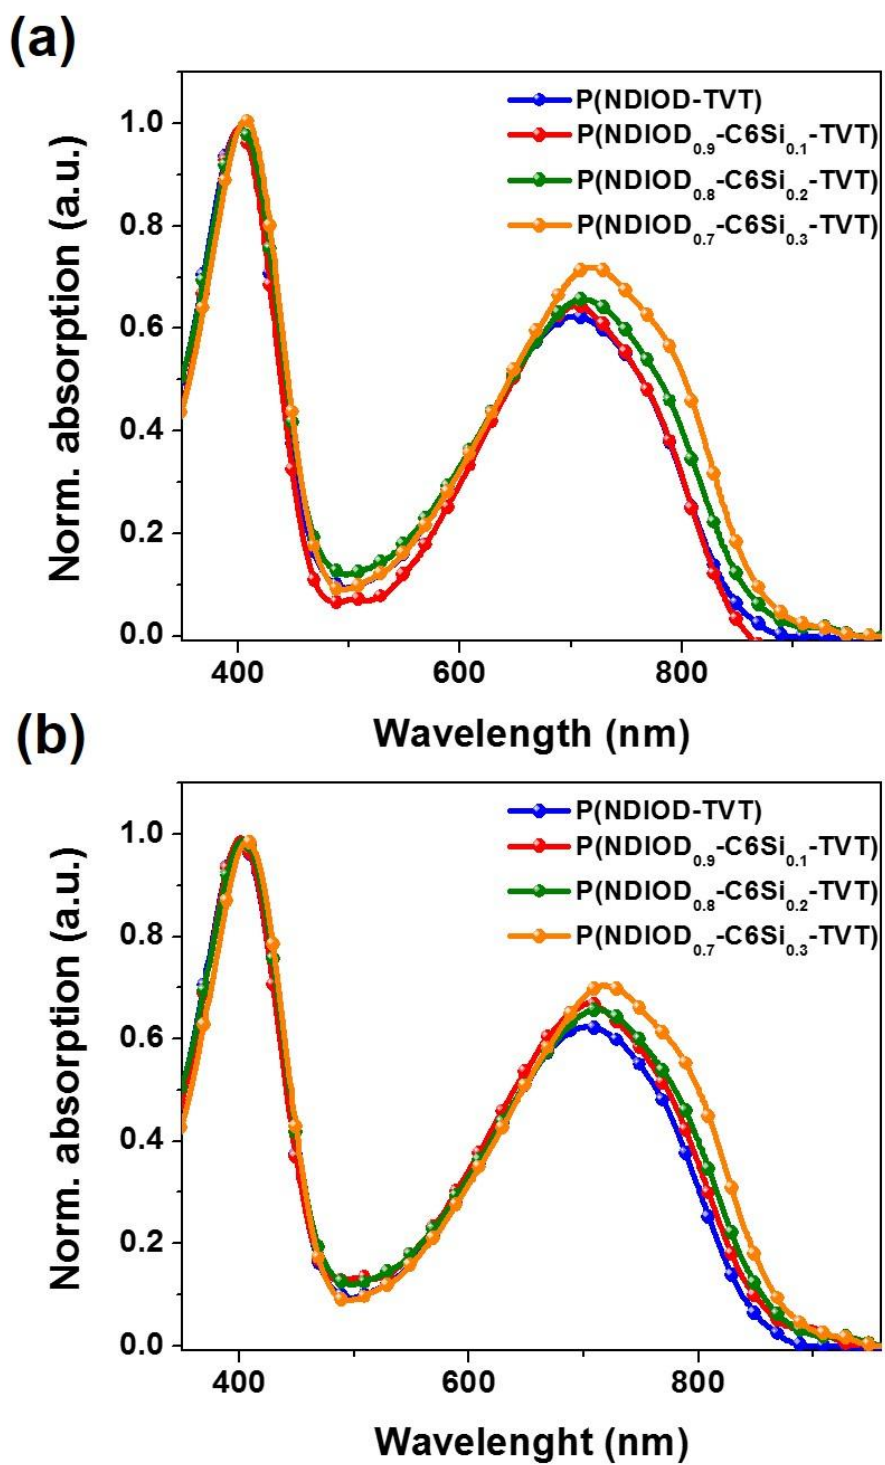 (a)
P(NDIOD-TVT)
P(NDIOD0.9-C6Si0.1-TVT)
P(NDIOD0.8-C6Si0.2-TVT)
P(NDIOD0.7-C6Si0.3-TVT)
Norm. absorption (a.u.)
1.0
0.8
0.6
0.4
0.2
0.0
400 600 800
Wavelength (nm)
(b)
P(NDIOD-TVT)
P(NDIOD0.9-C6Si0.1-TVT)
P(NDIOD0.8-C6Si0.2-TVT)
P(NDIOD0.7-C6Si0.3-TVT)
Norm. absorption (a.u.)
1.0
0.8
0.6
0.4
0.2
0.0
400 600 800
Wavelenght (nm)